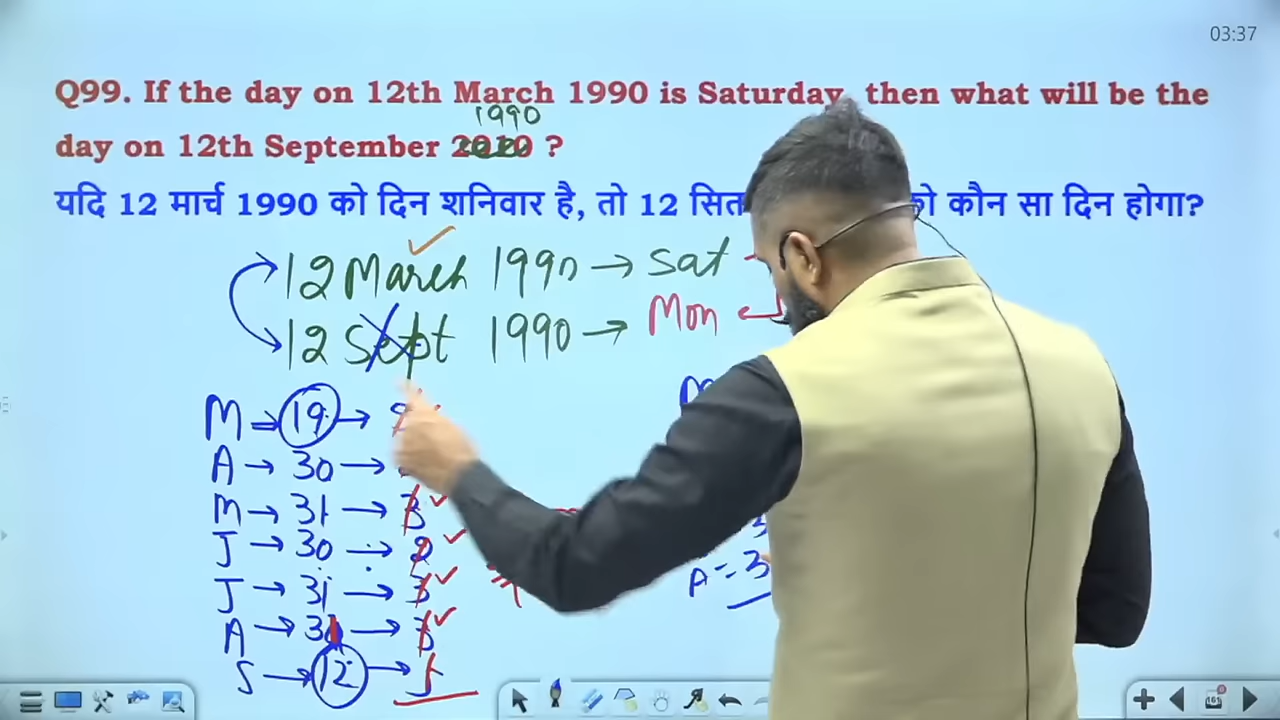 03:37
Q99. If the day on 12th March 1990 is Saturday, then what will be the
1990
day on 12th September 2010 ?
यदि 12 मार्च 1990 को दिन शनिवार है, तो 12 सित को कौन सा दिन होगा?
12 March 1990 → Sat
12 Sept 1990 → Mon
M → 19 →
A → 30 →
M → 31 → 3
J → 30 → 2
J → 31 → 3
A → 31 → 3
S → 12 → 5
A = 3